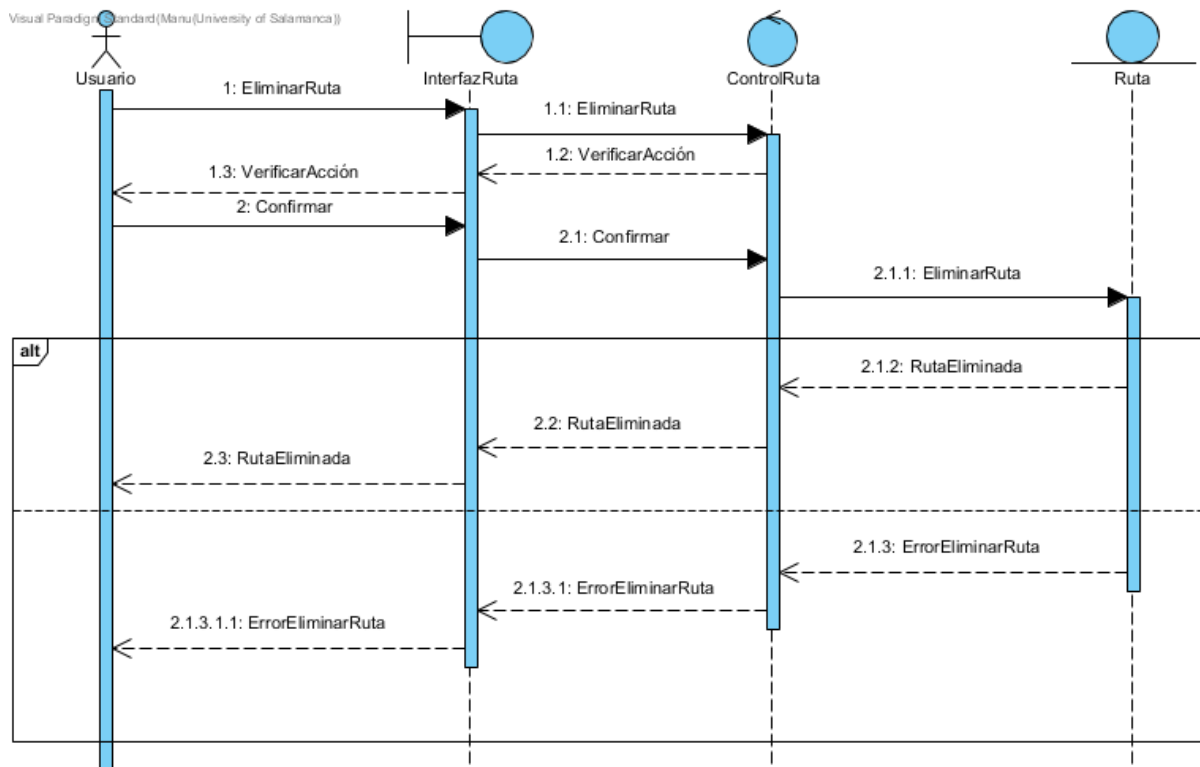 Visual Paradigm Standard(Manu(University of Salamanca))
Usuario
InterfazRuta
ControlRuta
Ruta
1: EliminarRuta
1.1: EliminarRuta
1.2: VerificarAcción
1.3: VerificarAcción
2: Confirmar
2.1: Confirmar
2.1.1: EliminarRuta
alt
2.1.2: RutaEliminada
2.2: RutaEliminada
2.3: RutaEliminada
2.1.3: ErrorEliminarRuta
2.1.3.1: ErrorEliminarRuta
2.1.3.1.1: ErrorEliminarRuta